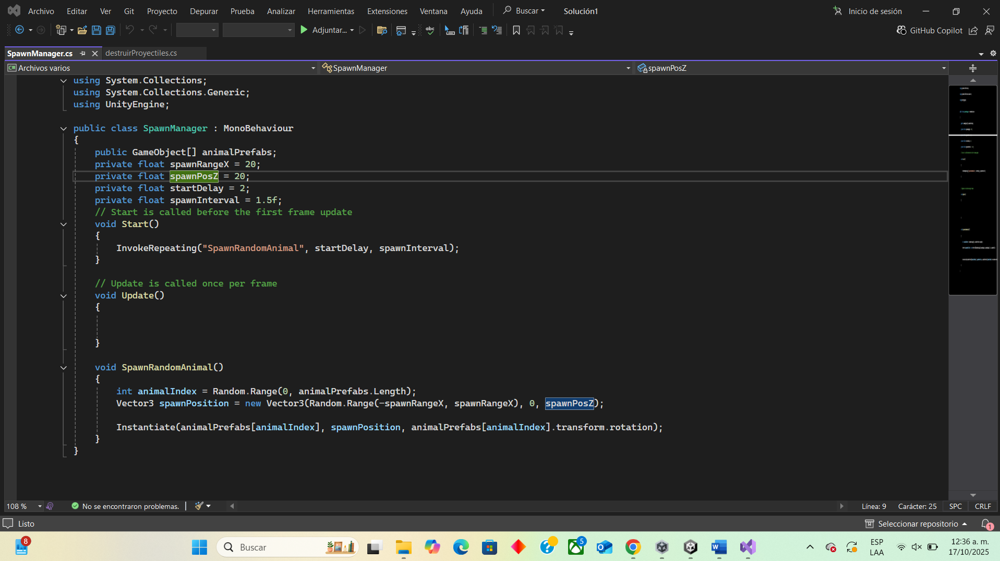 Archivo Editar Ver Git Proyecto Depurar Prueba Analizar Herramientas Extensiones Ventana Ayuda Buscar Solución1 Inicio de sesión
Adjuntar... abc GitHub Copilot
SpawnManager.cs destruirProyectiles.cs
C# Archivos varios SpawnManager spawnPosZ
using System.Collections;
using System.Collections.Generic;
using UnityEngine;
public class SpawnManager : MonoBehaviour
{
public GameObject[] animalPrefabs;
private float spawnRangeX = 20;
private float spawnPosZ = 20;
private float startDelay = 2;
private float spawnInterval = 1.5f;
// Start is called before the first frame update
void Start()
{
InvokeRepeating("SpawnRandomAnimal", startDelay, spawnInterval);
}
// Update is called once per frame
void Update()
{
}
void SpawnRandomAnimal()
{
int animalIndex = Random.Range(0, animalPrefabs.Length);
Vector3 spawnPosition = new Vector3(Random.Range(-spawnRangeX, spawnRangeX), 0, spawnPosZ);
Instantiate(animalPrefabs[animalIndex], spawnPosition, animalPrefabs[animalIndex].transform.rotation);
}
}
108 % No se encontraron problemas. Línea: 9 Carácter: 25 SPC CRLF
Listo Seleccionar repositorio 1
8 Buscar 5 ESP LAA 12:36 a. m.
17/10/2025